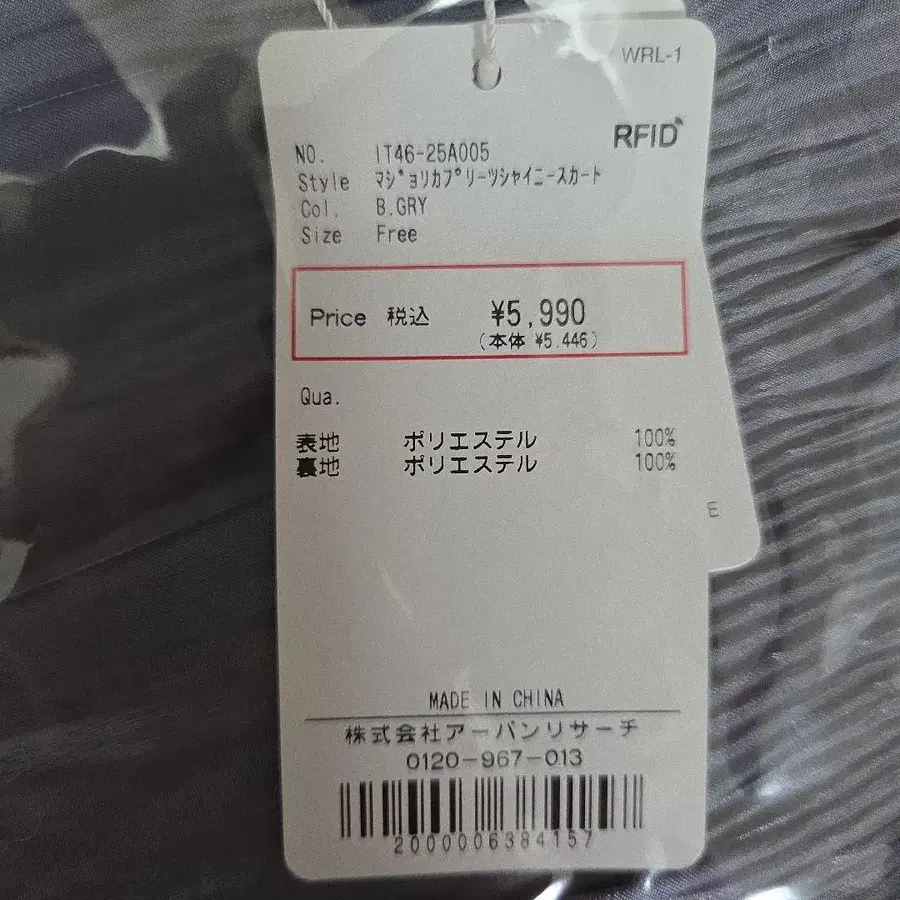 WRL-1
RFID
NO. IT46-25A005
Style マジョリカプリーツシャイニースカート
Col. B.GRY
Size Free
Price 税込 ¥5,990
(本体 ¥5.446)
Qua.
表地 ポリエステル 100%
裏地 ポリエステル 100%
E
MADE IN CHINA
株式会社アーバンリサーチ
0120-967-013
2000006384157